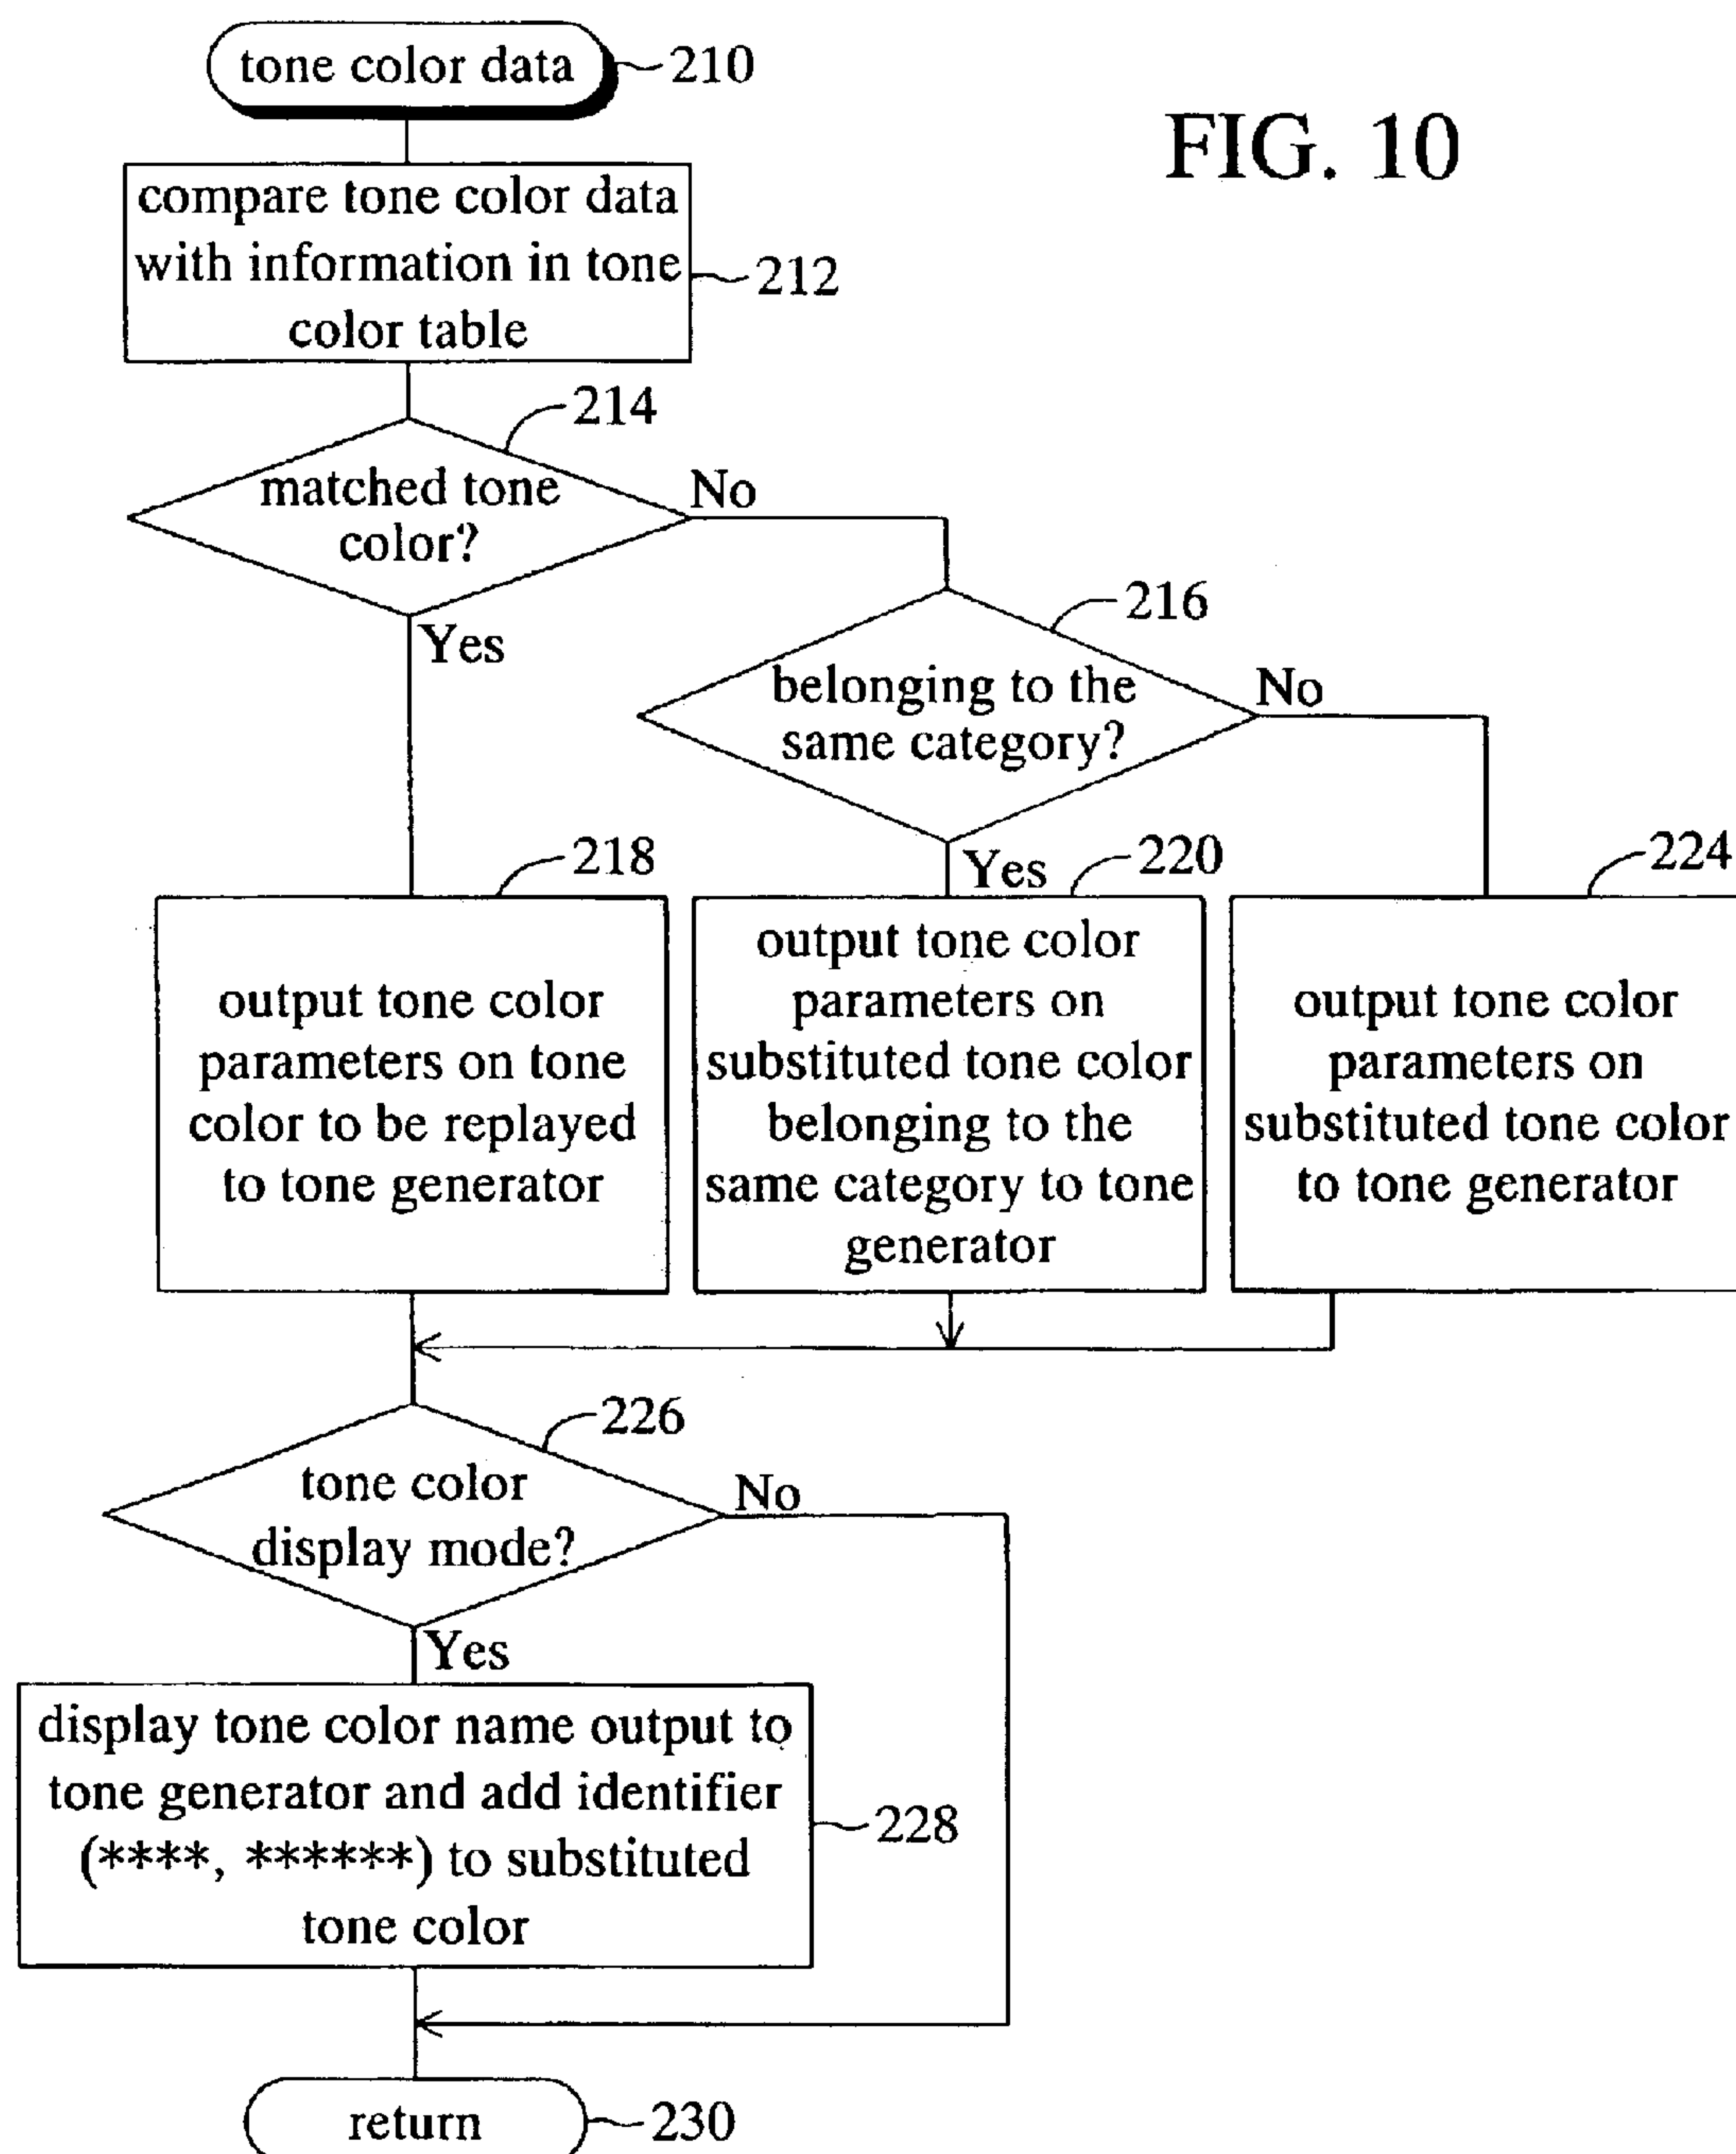 tone color data
210
FIG. 10
compare tone color data
with information in tone
color table
212
214
matched tone
color?
No
Yes
216
belonging to the
same category?
No
Yes
218
output tone color
parameters on tone
color to be replayed
to tone generator
220
output tone color
parameters on
substituted tone color
belonging to the
same category to tone
generator
224
output tone color
parameters on
substituted tone color
to tone generator
226
tone color
display mode?
No
Yes
display tone color name output to
tone generator and add identifier
(****, ******) to substituted
tone color
228
return
230